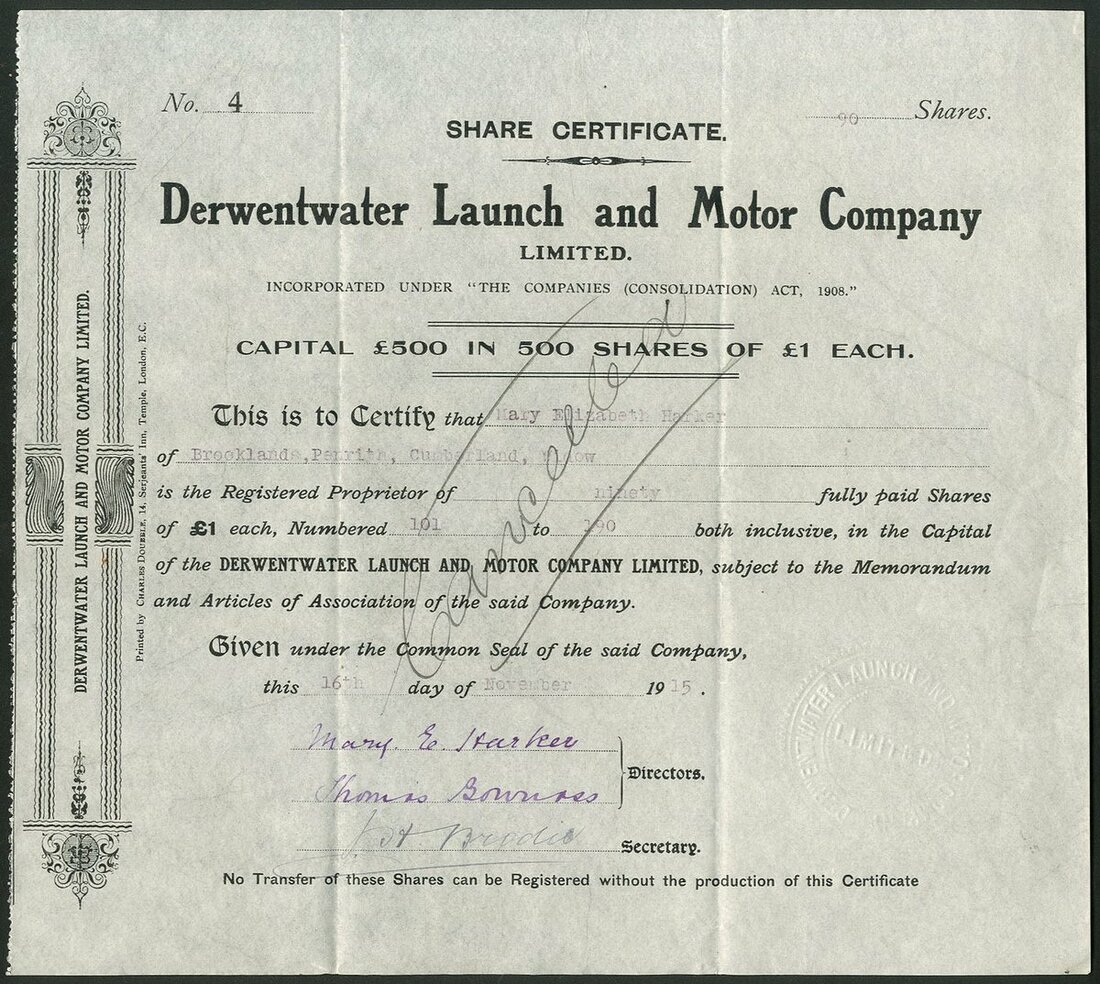 No. 4
90 Shares.
SHARE CERTIFICATE.
Derwentwater Launch and Motor Company
LIMITED.
INCORPORATED UNDER "THE COMPANIES (CONSOLIDATION) ACT, 1908."
CAPITAL £500 IN 500 SHARES OF £1 EACH.
This is to Certify that Mary Elizabeth Harker
of Brooklands, Penrith, Cumberland, Widow
is the Registered Proprietor of ninety fully paid Shares
of £1 each, Numbered 101 to 190 both inclusive, in the Capital
of the DERWENTWATER LAUNCH AND MOTOR COMPANY LIMITED, subject to the Memorandum
and Articles of Association of the said Company.
Given under the Common Seal of the said Company,
this 16th day of November 1915.
Cancelled
Mary. E Harker
Thomas Bownass
Directors.
Brodie
Secretary.
No Transfer of these Shares can be Registered without the production of this Certificate
DERWENTWATER LAUNCH AND MOTOR COMPANY LIMITED.
Printed by CHARLES DOUBLE, 14, Serjeants' Inn, Temple, London, E.C.
LAUNCH AND
LIMITED